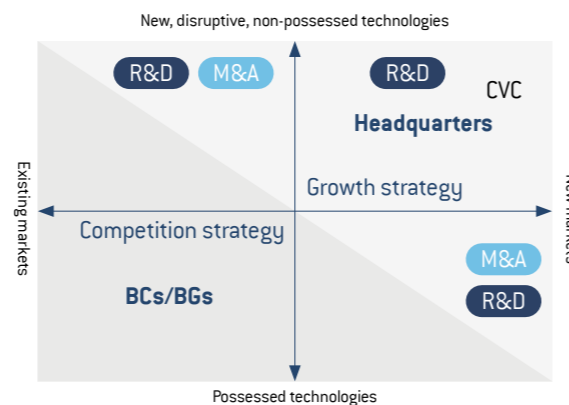 New, disruptive, non-possessed technologies
R&D
M&A
R&D
CVC
Headquarters
Existing markets
Growth strategy
Competition strategy
M&A
BCs/BGs
R&D
Possessed technologies